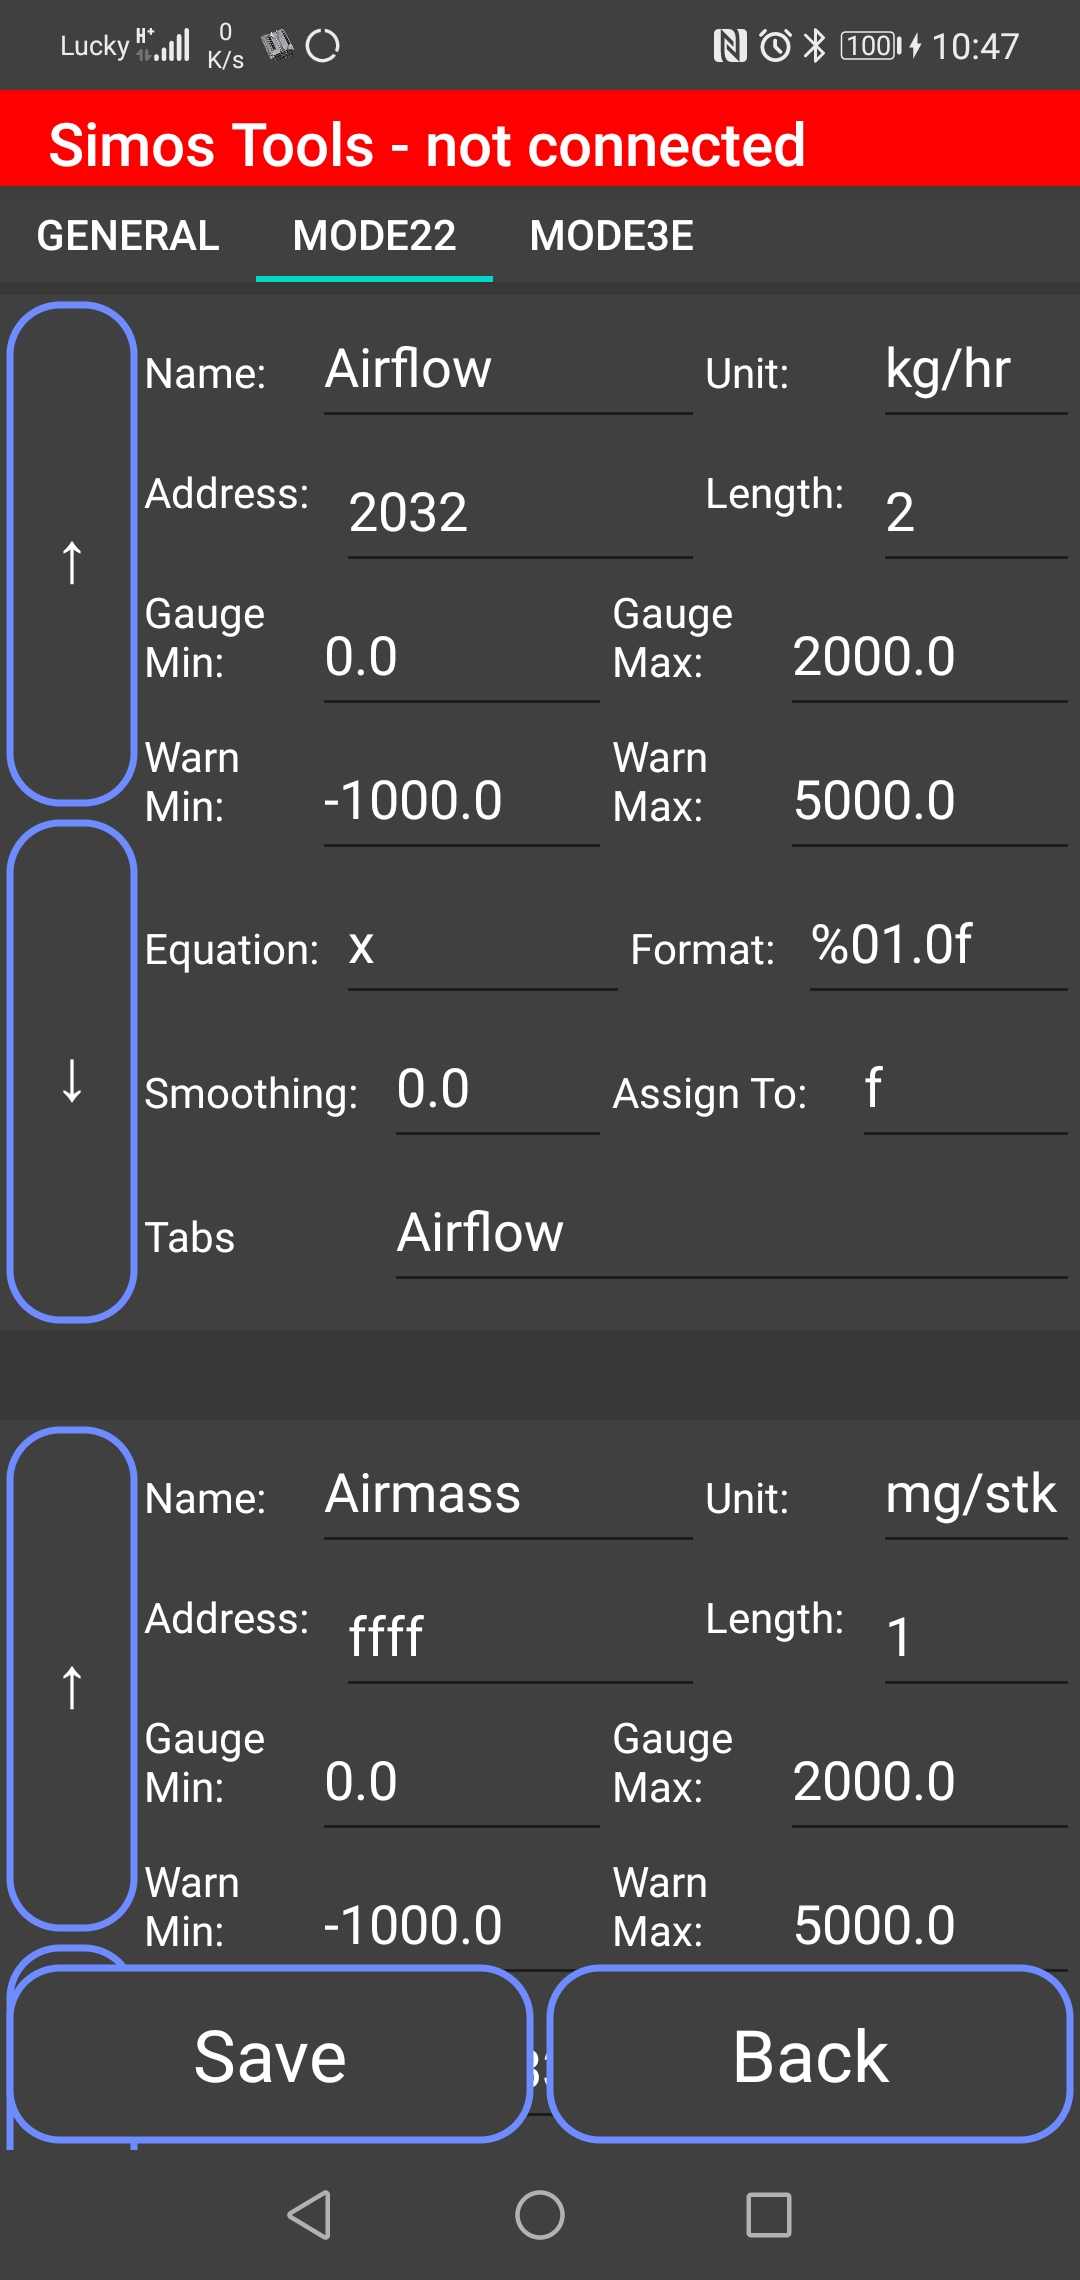 Lucky H+ 0 K/s 100 10:47
Simos Tools - not connected
GENERAL MODE22 MODE3E
Name: Airflow Unit: kg/hr
Address: 2032 Length: 2
Gauge Min: 0.0 Gauge Max: 2000.0
Warn Min: -1000.0 Warn Max: 5000.0
Equation: x Format: %01.0f
Smoothing: 0.0 Assign To: f
Tabs Airflow
↑
↓
Name: Airmass Unit: mg/stk
Address: ffff Length: 1
Gauge Min: 0.0 Gauge Max: 2000.0
Warn Min: -1000.0 Warn Max: 5000.0
↑
Save Back